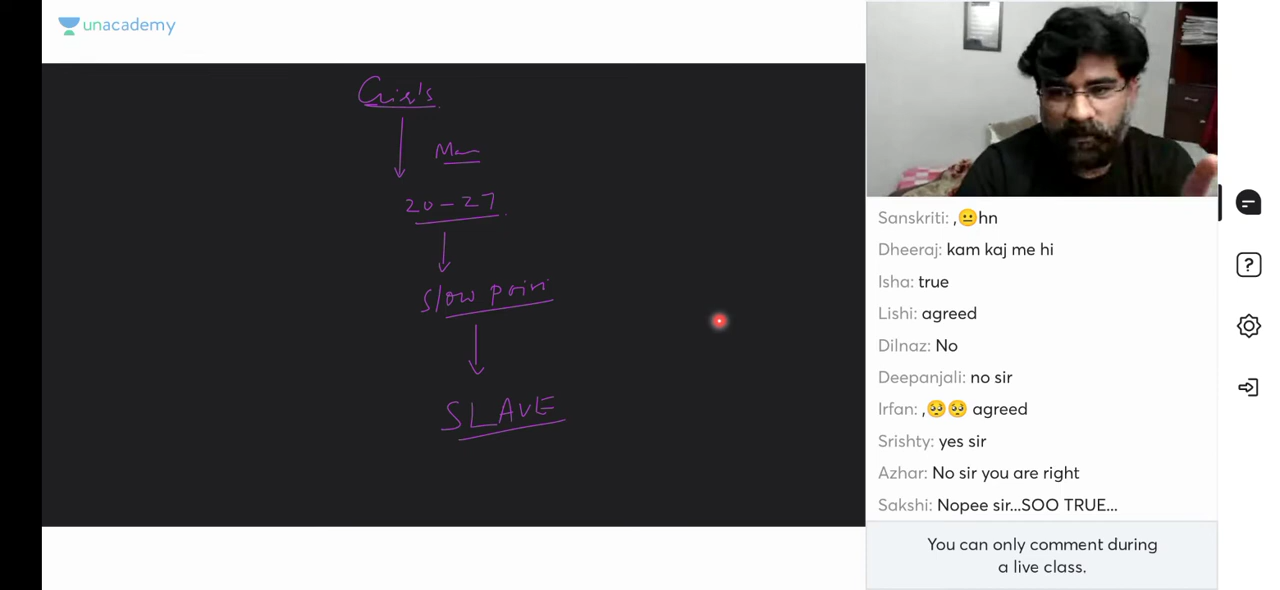 unacademy
Girl's
Man
20 - 27
Slow
SLAVE
Sanskriti: ,😐hn
Dheeraj: kam kaj me hi
Isha: true
Lishi: agreed
Dilnaz: No
Deepanjali: no sir
Irfan: ,🥺🥺 agreed
Srishty: yes sir
Azhar: No sir you are right
Sakshi: Nopee sir...SOO TRUE...
You can only comment during
a live class.
?